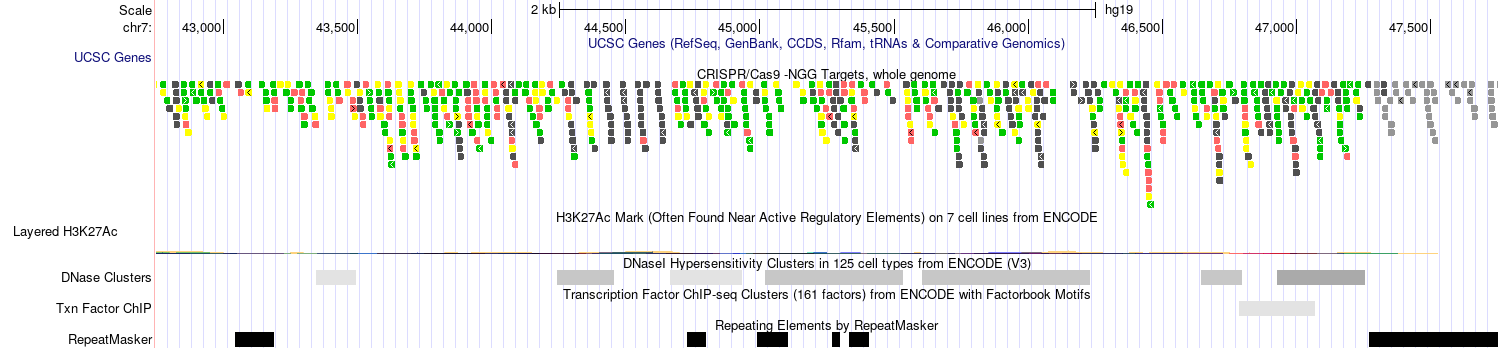 Scale 2 kb hg19
chr7: 43,000 43,500 44,000 44,500 45,000 45,500 46,000 46,500 47,000 47,500
UCSC Genes (RefSeq, GenBank, CCDS, Rfam, tRNAs & Comparative Genomics)
UCSC Genes
CRISPR/Cas9 -NGG Targets, whole genome
H3K27Ac Mark (Often Found Near Active Regulatory Elements) on 7 cell lines from ENCODE
Layered H3K27Ac
DNaseI Hypersensitivity Clusters in 125 cell types from ENCODE (V3)
DNase Clusters
Transcription Factor ChIP-seq Clusters (161 factors) from ENCODE with Factorbook Motifs
Txn Factor ChIP
Repeating Elements by RepeatMasker
RepeatMasker